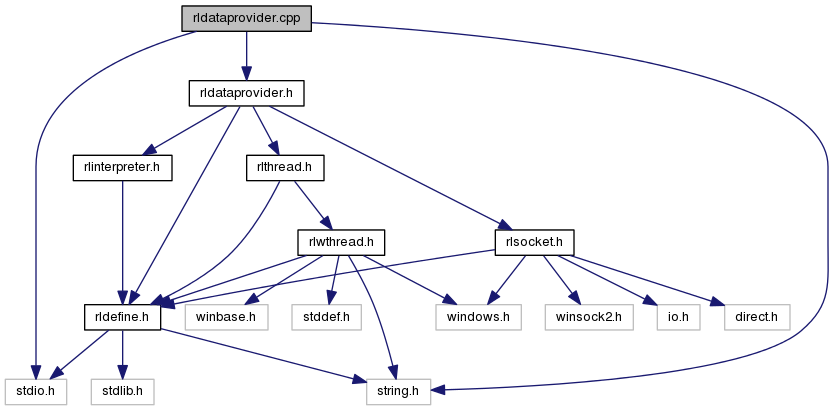 rldataprovider.cpp
rldataprovider.h
rlinterpreter.h
rlthread.h
rlwthread.h
rlsocket.h
rldefine.h
winbase.h
stddef.h
windows.h
winsock2.h
io.h
direct.h
stdio.h
stdlib.h
string.h